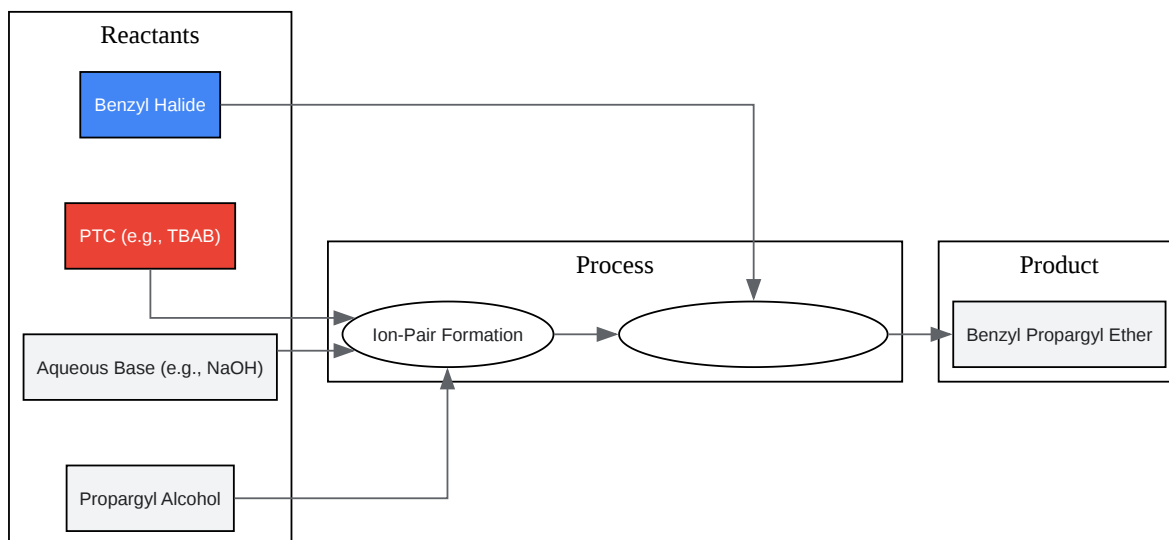 Reactants
Benzyl Halide
PTC (e.g., TBAB)
Aqueous Base (e.g., NaOH)
Propargyl Alcohol
Process
Ion-Pair Formation
Product
Benzyl Propargyl Ether